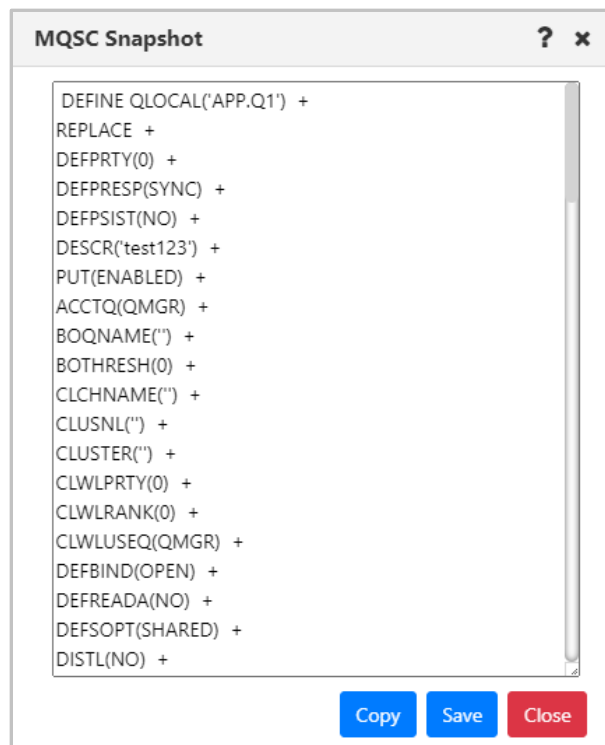 MQSC Snapshot ? ×
DEFINE QLOCAL('APP.Q1') +
REPLACE +
DEFPRTY(0) +
DEFPRESP(SYNC) +
DEFPSIST(NO) +
DESCR('test123') +
PUT(ENABLED) +
ACCTQ(QMGR) +
BOQNAME('') +
BOTHRESH(0) +
CLCHNAME('') +
CLUSNL('') +
CLUSTER('') +
CLWLPRTY(0) +
CLWLRANK(0) +
CLWLUSEQ(QMGR) +
DEFBIND(OPEN) +
DEFREADA(NO) +
DEFSOPT(SHARED) +
DISTL(NO) +
Copy Save Close